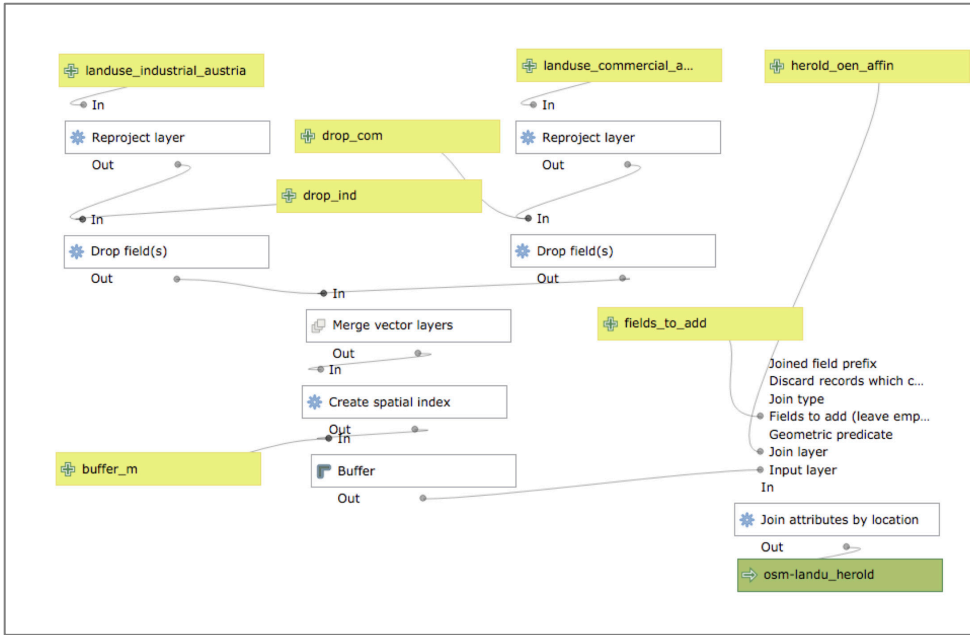 landuse_industrial_austria
landuse_commercial_a...
herold_oen_affin
In
In
Reproject layer
drop_com
Reproject layer
Out
Out
drop_ind
In
In
Drop field(s)
Drop field(s)
Out
Out
In
Merge vector layers
fields_to_add
Out
In
Joined field prefix
Discard records which c...
Join type
Create spatial index
Fields to add (leave emp...
Out
In
Geometric predicate
Join layer
buffer_m
Buffer
Input layer
In
Out
Join attributes by location
Out
osm-landu_herold